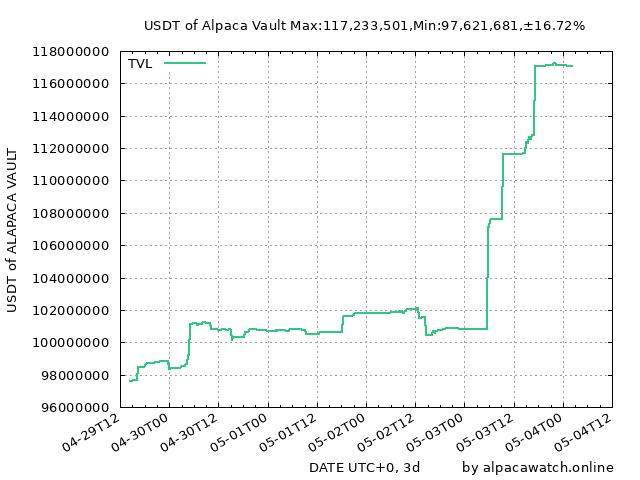 USDT of Alpaca Vault Max:117,233,501,Min:97,621,681,±16.72%
TVL
118000000
116000000
114000000
112000000
110000000
108000000
106000000
104000000
102000000
100000000
98000000
96000000
USDT of ALAPACA VAULT
04-29T12
04-30T00
04-30T12
05-01T00
05-01T12
05-02T00
05-02T12
05-03T00
05-03T12
05-04T00
05-04T12
DATE UTC+0, 3d
by alpacawatch.online